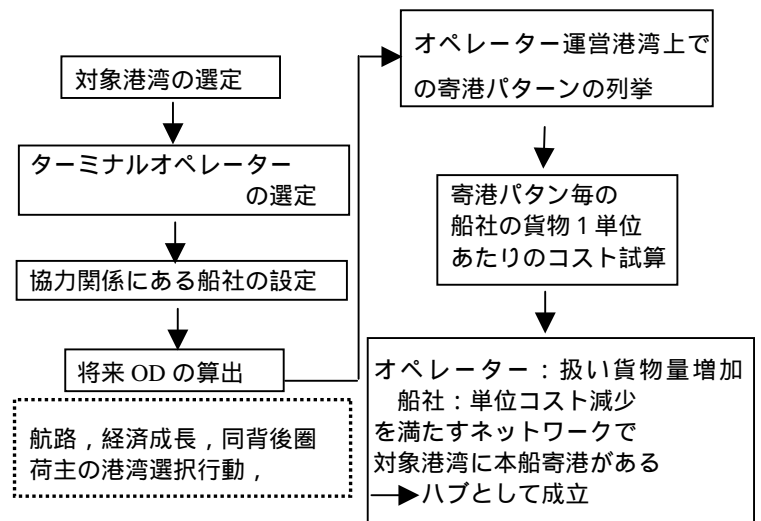 対象港湾の選定
ターミナルオペレーター
の選定
協力関係にある船社の設定
将来 OD の算出
航路，経済成長，同背後圏
荷主の港湾選択行動，
オペレーター運営港湾上で
の寄港パターンの列挙
寄港パタン毎の
船社の貨物１単位
あたりのコスト試算
オペレーター：扱い貨物量増加
船社：単位コスト減少
を満たすネットワークで
対象港湾に本船寄港がある
ハブとして成立